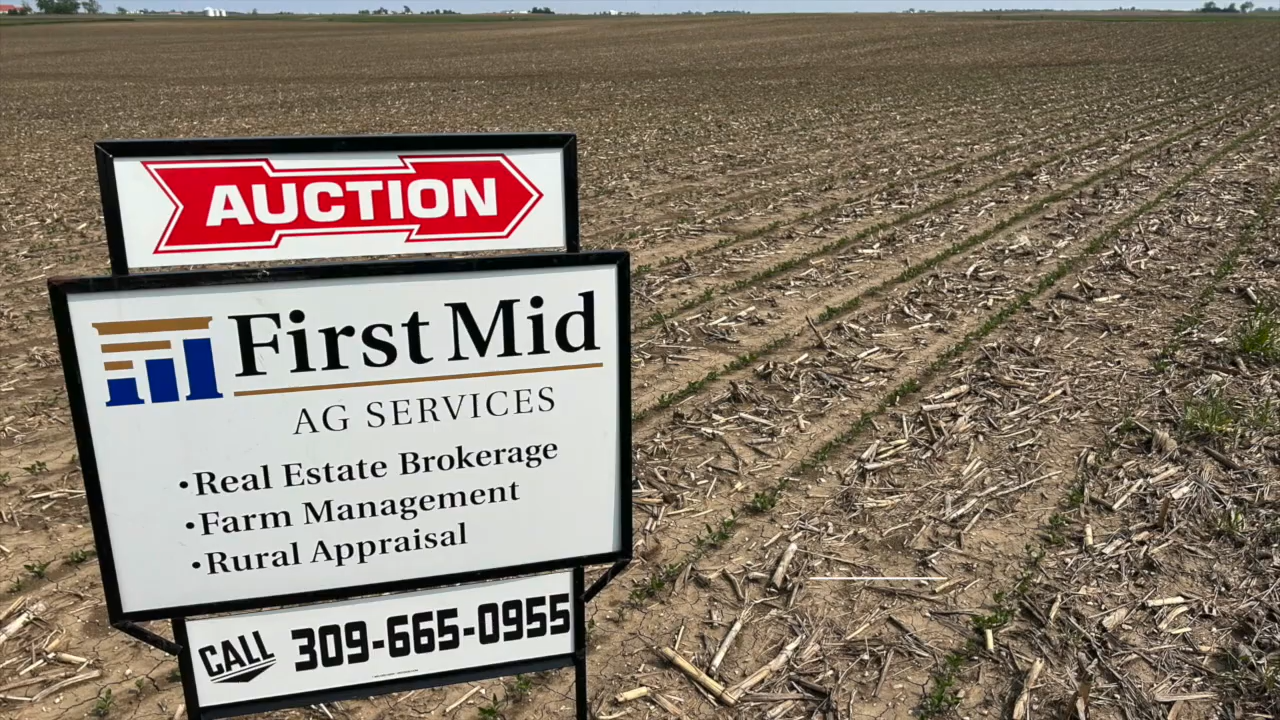 AUCTION
First Mid
AG SERVICES
•Real Estate Brokerage
•Farm Management
•Rural Appraisal
CALL 309-665-0955